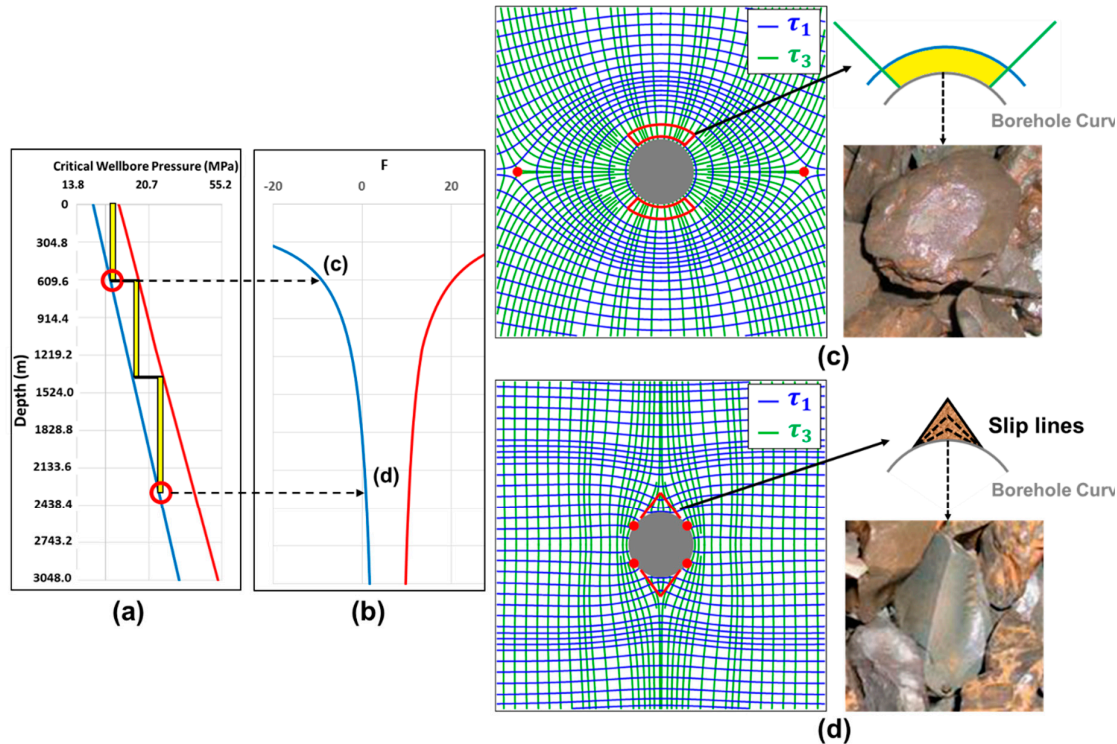 Critical Wellbore Pressure (MPa)
13.8 20.7 55.2
Depth (m)
0
304.8
609.6
914.4
1219.2
1524.0
1828.8
2133.6
2438.4
2743.2
3048.0
(a)
F
-20 0 20
(c)
(d)
(b)
τ1
τ3
Borehole Curv
(c)
τ1
τ3
Slip lines
Borehole Curv
(d)